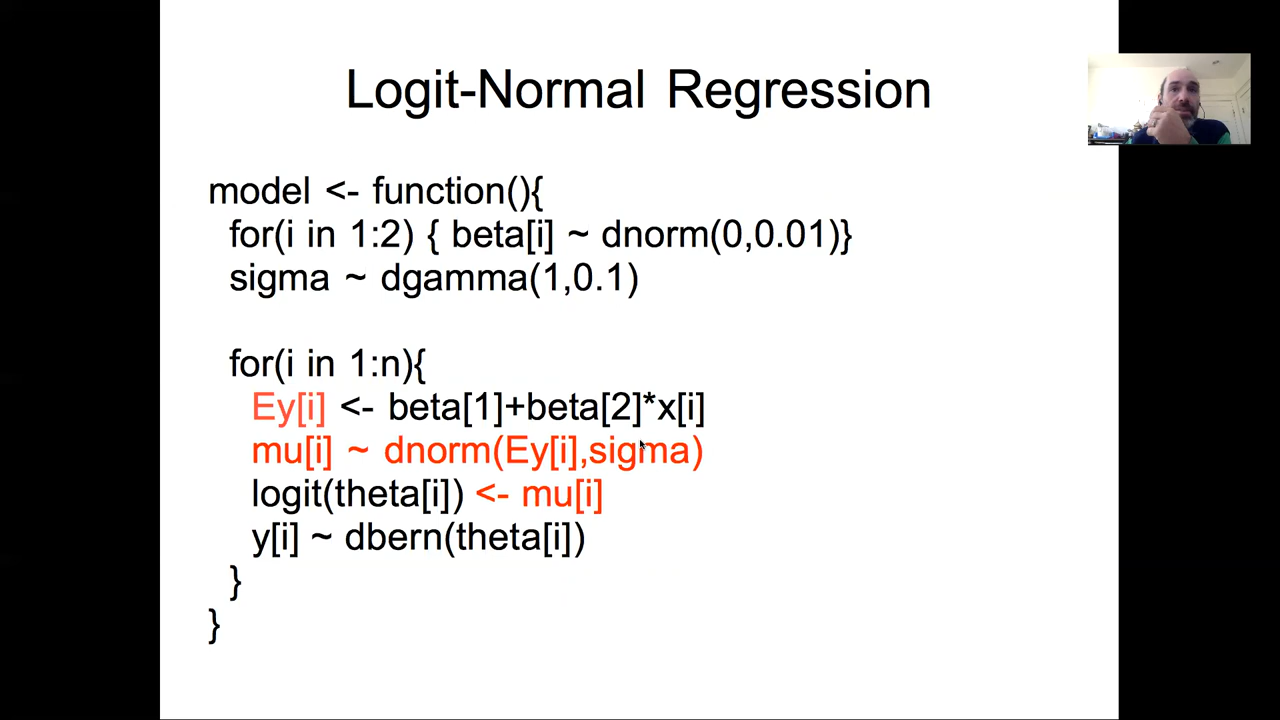 Logit-Normal Regression
model <- function(){
for(i in 1:2) { beta[i] ~ dnorm(0,0.01)}
sigma ~ dgamma(1,0.1)
for(i in 1:n){
Ey[i] <- beta[1]+beta[2]*x[i]
mu[i] ~ dnorm(Ey[i],sigma)
logit(theta[i]) <- mu[i]
y[i] ~ dbern(theta[i])
}
}